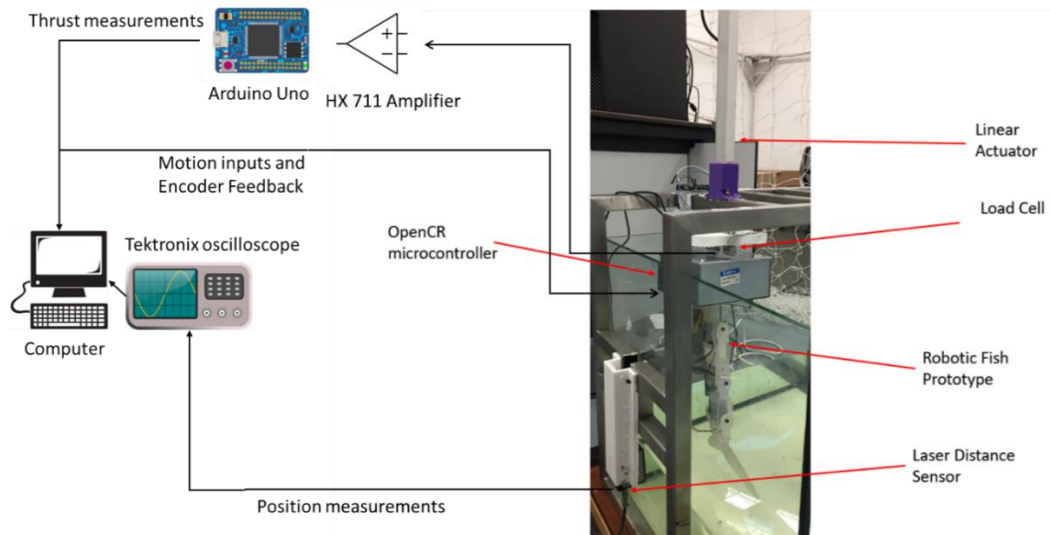 Thrust measurements
Arduino Uno
HX 711 Amplifier
Motion inputs and
Encoder Feedback
Tektronix oscilloscope
Computer
Position measurements
OpenCR
microcontroller
Linear
Actuator
Load Cell
Robotic Fish
Prototype
Laser Distance
Sensor